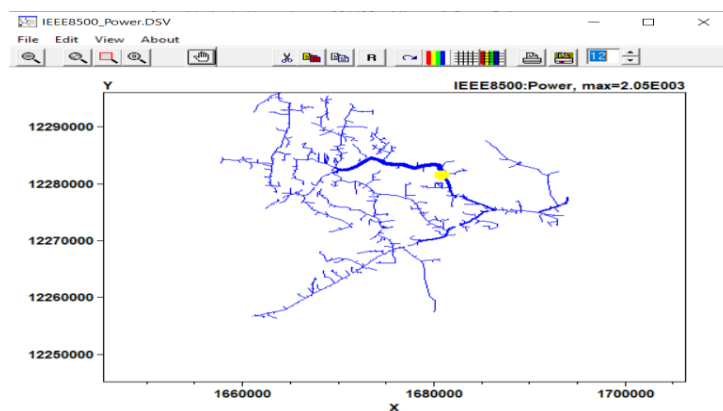 IEEE8500_Power.DSV
File Edit View About
R
12
Y
IEEE8500:Power, max=2.05E003
12290000
12280000
12270000
12260000
12250000
1660000 1680000 1700000
X